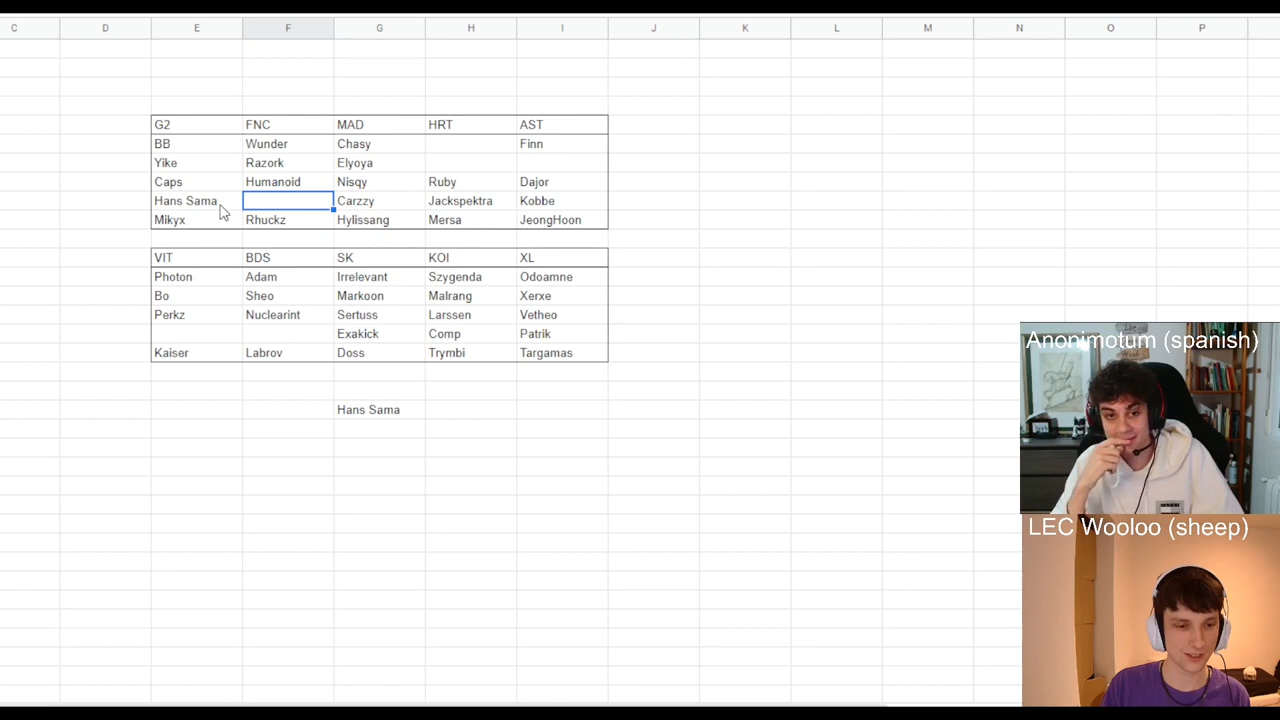 C D E F G H I J K L M N O P
G2 FNC MAD HRT AST
BB Wunder Chasy Finn
Yike Razork Elyoya
Caps Humanoid Nisqy Ruby Dajor
Hans Sama Carzzy Jackspektra Kobbe
Mikyx Rhuckz Hylissang Mersa JeongHoon
VIT BDS SK KOI XL
Photon Adam Irrelevant Szygenda Odoamne
Bo Sheo Markoon Malrang Xerxe
Perkz Nuclearint Sertuss Larssen Vetheo
Exakick Comp Patrik
Kaiser Labrov Doss Trymbi Targamas
Hans Sama
Anonimotum (spanish)
LEC Wooloo (sheep)